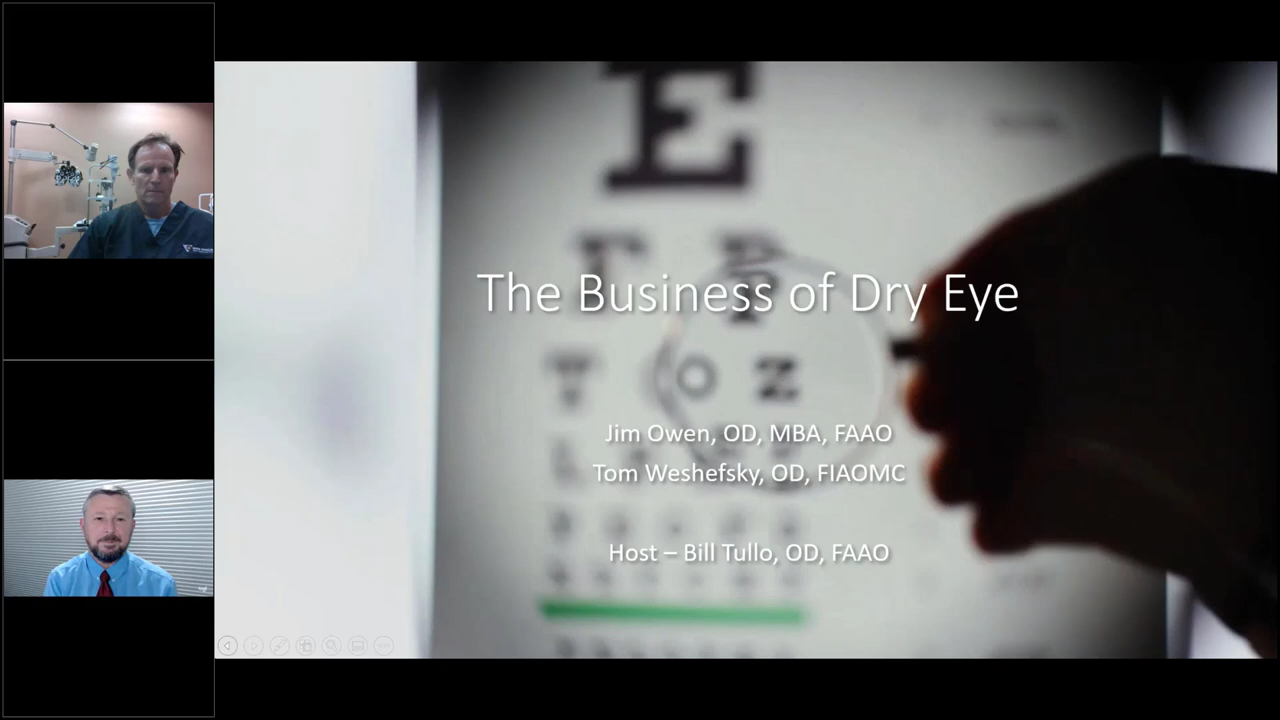 The Business of Dry Eye
Jim Owen, OD, MBA, FAAO
Tom Weshefsky, OD, FIAOMC
Host – Bill Tullo, OD, FAAO
E
O Z